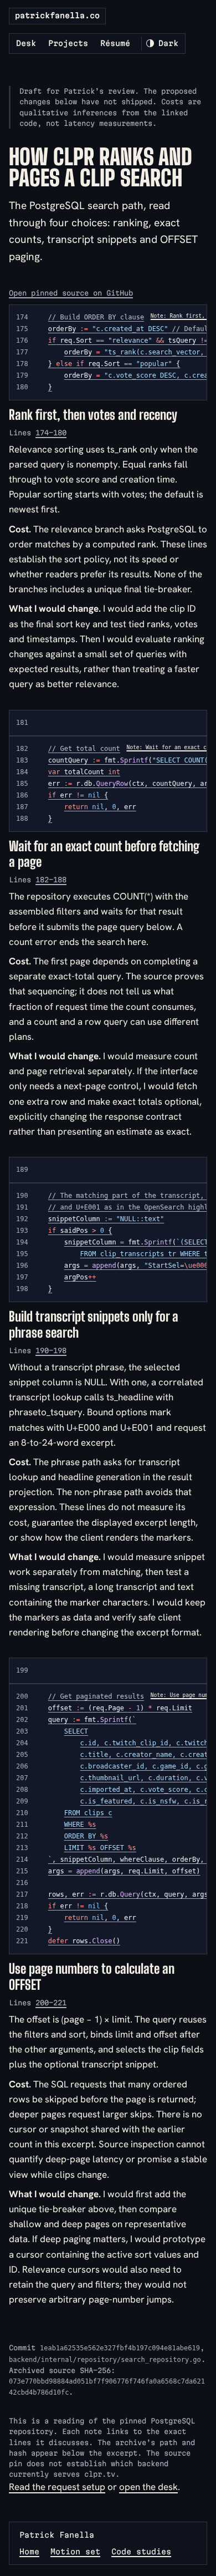 patrickfanella.co
Desk Projects Résumé Dark
Draft for Patrick's review. The proposed
changes below have not shipped. Costs are
qualitative inferences from the linked
code, not latency measurements.
HOW CLPR RANKS AND
PAGES A CLIP SEARCH
The PostgreSQL search path, read
through four choices: ranking, exact
counts, transcript snippets and OFFSET
paging.
Open pinned source on GitHub
174 // Build ORDER BY clause Note: Rank first,
175 orderBy := "c.created_at DESC" // Defaul
176 if req.Sort == "relevance" && tsQuery !=
177 orderBy = "ts_rank(c.search_vector,
178 } else if req.Sort == "popular" {
179 orderBy = "c.vote_score DESC, c.crea
180 }
Rank first, then votes and recency
Lines 174–180
Relevance sorting uses ts_rank only when the
parsed query is nonempty. Equal ranks fall
through to vote score and creation time.
Popular sorting starts with votes; the default is
newest first.
Cost. The relevance branch asks PostgreSQL to
order matches by a computed rank. These lines
establish the sort policy, not its speed or
whether readers prefer its results. None of the
branches includes a unique final tie-breaker.
What I would change. I would add the clip ID
as the final sort key and test tied ranks, votes
and timestamps. Then I would evaluate ranking
changes against a small set of queries with
expected results, rather than treating a faster
query as better relevance.
181
182 // Get total count Note: Wait for an exact c
183 countQuery := fmt.Sprintf("SELECT COUNT(
184 var totalCount int
185 err := r.db.QueryRow(ctx, countQuery, ar
186 if err != nil {
187 return nil, 0, err
188 }
Wait for an exact count before fetching
a page
Lines 182–188
The repository executes COUNT(*) with the
assembled filters and waits for that result
before it submits the page query below. A
count error ends the search here.
Cost. The first page depends on completing a
separate exact-total query. The source proves
that sequencing; it does not tell us what
fraction of request time the count consumes,
and a count and a row query can use different
plans.
What I would change. I would measure count
and page retrieval separately. If the interface
only needs a next-page control, I would fetch
one extra row and make exact totals optional,
explicitly changing the response contract
rather than presenting an estimate as exact.
189
190 // The matching part of the transcript,
191 // and U+E001 as in the OpenSearch highl
192 snippetColumn := "NULL::text"
193 if saidPos > 0 {
194 snippetColumn = fmt.Sprintf(`(SELECT
195 FROM clip_transcripts tr WHERE t
196 args = append(args, "StartSel=\ue000
197 argPos++
198 }
Build transcript snippets only for a
phrase search
Lines 190–198
Without a transcript phrase, the selected
snippet column is NULL. With one, a correlated
transcript lookup calls ts_headline with
phraseto_tsquery. Bound options mark
matches with U+E000 and U+E001 and request
an 8-to-24-word excerpt.
Cost. The phrase path asks for transcript
lookup and headline generation in the result
projection. The non-phrase path avoids that
expression. These lines do not measure its
cost, guarantee the displayed excerpt length,
or show how the client renders the markers.
What I would change. I would measure snippet
work separately from matching, then test a
missing transcript, a long transcript and text
containing the marker characters. I would keep
the markers as data and verify safe client
rendering before changing the excerpt format.
199
200 // Get paginated results Note: Use page num
201 offset := (req.Page - 1) * req.Limit
202 query := fmt.Sprintf(`
203 SELECT
204 c.id, c.twitch_clip_id, c.twitch
205 c.title, c.creator_name, c.creat
206 c.broadcaster_id, c.game_id, c.g
207 c.thumbnail_url, c.duration, c.v
208 c.imported_at, c.vote_score, c.c
209 c.is_featured, c.is_nsfw, c.is_r
210 FROM clips c
211 WHERE %s
212 ORDER BY %s
213 LIMIT %s OFFSET %s
214 `, snippetColumn, whereClause, orderBy,
215 args = append(args, req.Limit, offset)
216
217 rows, err := r.db.Query(ctx, query, args
218 if err != nil {
219 return nil, 0, err
220 }
221 defer rows.Close()
Use page numbers to calculate an
OFFSET
Lines 200–221
The offset is (page − 1) × limit. The query reuses
the filters and sort, binds limit and offset after
the other arguments, and selects the clip fields
plus the optional transcript snippet.
Cost. The SQL requests that many ordered
rows be skipped before the page is returned;
deeper pages request larger skips. There is no
cursor or snapshot shared with the earlier
count in this excerpt. Source inspection cannot
quantify deep-page latency or promise a stable
view while clips change.
What I would change. I would first add the
unique tie-breaker above, then compare
shallow and deep pages on representative
data. If deep paging matters, I would prototype
a cursor containing the active sort values and
ID. Relevance cursors would also need to
retain the query and filters; they would not
preserve arbitrary page-number jumps.
Commit 1eab1a62535e562e327fbf4b197c094e81abe619,
backend/internal/repository/search_repository.go.
Archived source SHA-256:
073e770bbd98884ad051bf7f906776f746fa0a6568c7da621
42cbd4b786d10fc.
This is a reading of the pinned PostgreSQL
repository. Each note links to the exact
lines it discusses. The archive's path and
hash appear below the excerpt. The source
pin does not establish which backend
currently serves clpr.tv.
Read the request setup or open the desk.
Patrick Fanella
Home Motion set Code studies